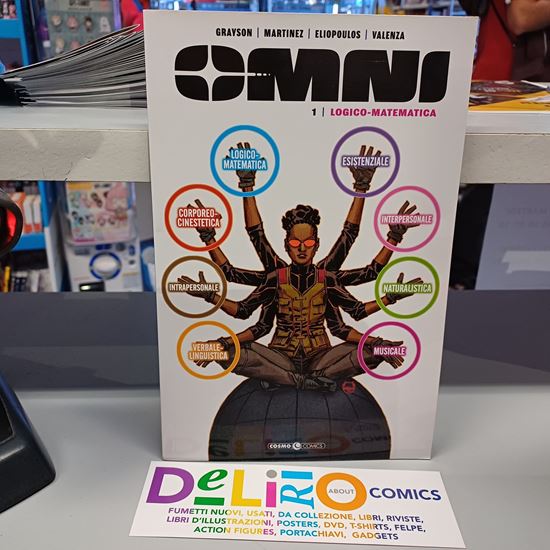 GRAYSON | MARTINEZ | ELIOPOULOS | VALENZA
OMNI
1 | LOGICO-MATEMATICA
LOGICO-
MATEMATICA
ESISTENZIALE
CORPOREO-
CINESTETICA
INTERPERSONALE
INTRAPERSONALE
NATURALISTICA
VERBALE-
LINGUISTICA
MUSICALE
COSMO COMICS
DeLiRiO ABOUT COMICS
FUMETTI NUOVI, USATI, DA COLLEZIONE, LIBRI, RIVISTE,
LIBRI D'ILLUSTRAZIONI, POSTERS, DVD, T-SHIRTS, FELPE,
ACTION FIGURES, PORTACHIAVI, GADGETS